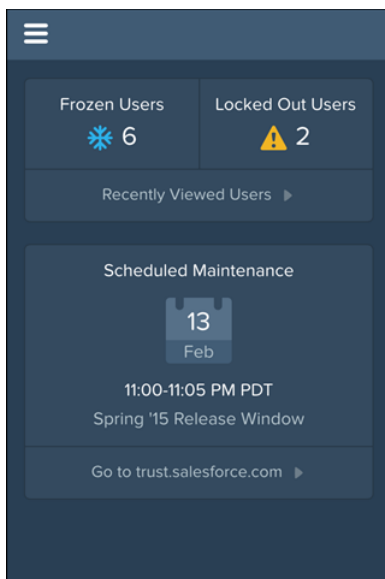 Frozen Users
6
Locked Out Users
2
Recently Viewed Users
Scheduled Maintenance
13
Feb
11:00-11:05 PM PDT
Spring '15 Release Window
Go to trust.salesforce.com